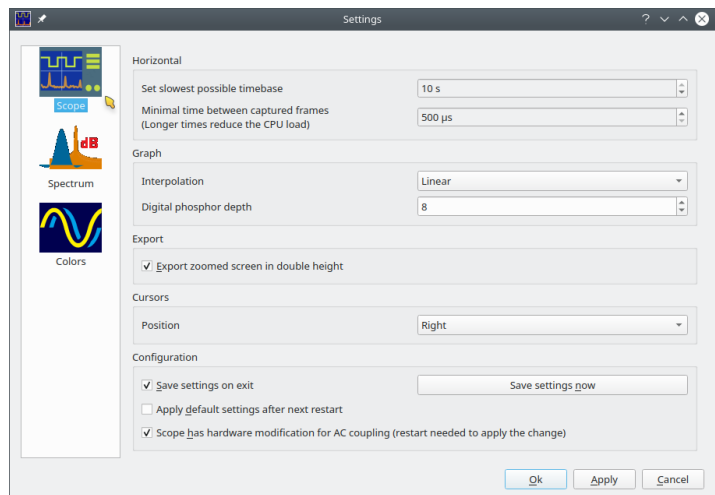 Settings
?
Scope
dB
Spectrum
Colors
Horizontal
Set slowest possible timebase
10 s
Minimal time between captured frames
(Longer times reduce the CPU load)
500 µs
Graph
Interpolation
Linear
Digital phosphor depth
8
Export
Export zoomed screen in double height
Cursors
Position
Right
Configuration
Save settings on exit
Save settings now
Apply default settings after next restart
Scope has hardware modification for AC coupling (restart needed to apply the change)
Ok
Apply
Cancel